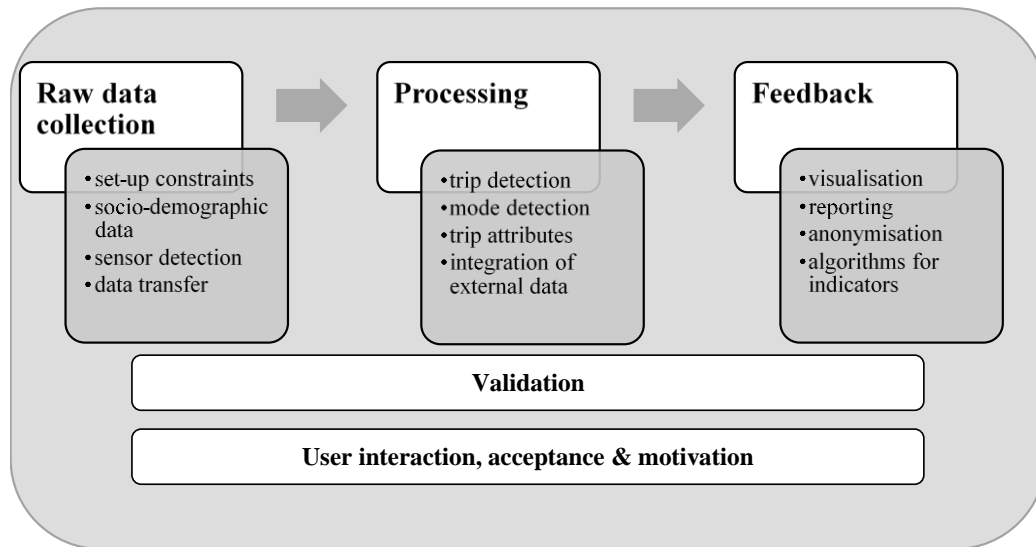 Raw data
collection
• set-up constraints
• socio-demographic
data
• sensor detection
• data transfer
Processing
• trip detection
• mode detection
• trip attributes
• integration of
external data
Feedback
• visualisation
• reporting
• anonymisation
• algorithms for
indicators
Validation
User interaction, acceptance & motivation